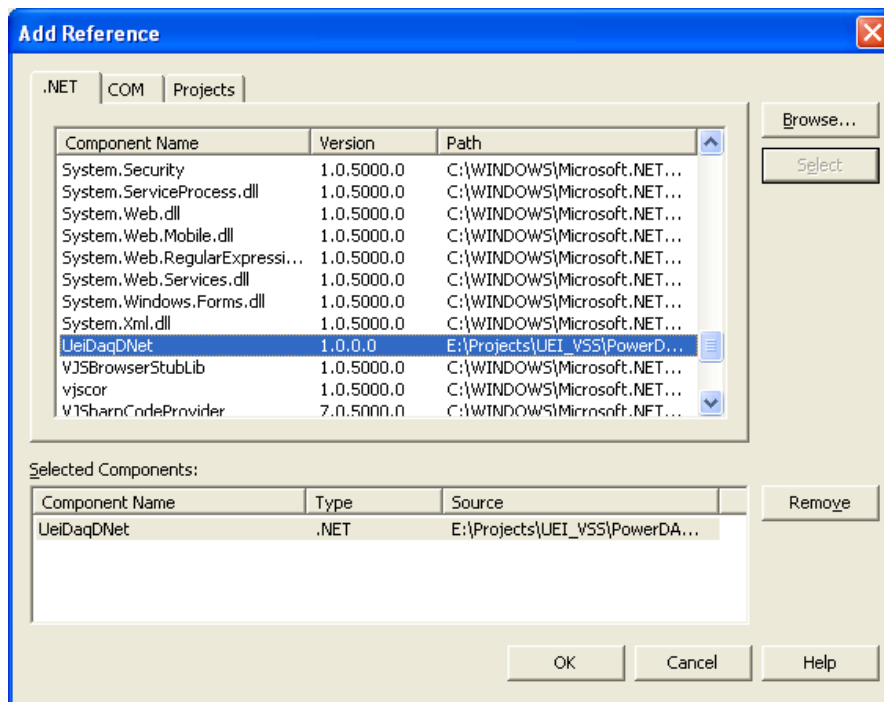 Add Reference
.NET COM Projects
Browse...
Component Name Version Path
Select
System.Security 1.0.5000.0 C:\WINDOWS\Microsoft.NET...
System.ServiceProcess.dll 1.0.5000.0 C:\WINDOWS\Microsoft.NET...
System.Web.dll 1.0.5000.0 C:\WINDOWS\Microsoft.NET...
System.Web.Mobile.dll 1.0.5000.0 C:\WINDOWS\Microsoft.NET...
System.Web.RegularExpressi... 1.0.5000.0 C:\WINDOWS\Microsoft.NET...
System.Web.Services.dll 1.0.5000.0 C:\WINDOWS\Microsoft.NET...
System.Windows.Forms.dll 1.0.5000.0 C:\WINDOWS\Microsoft.NET...
System.Xml.dll 1.0.5000.0 C:\WINDOWS\Microsoft.NET...
UeiDaqDNet 1.0.0.0 E:\Projects\UEI_VSS\PowerD...
VJSBrowserStubLib 1.0.5000.0 C:\WINDOWS\Microsoft.NET...
vjscor 1.0.5000.0 C:\WINDOWS\Microsoft.NET...
VJSharpCodeProvider 7.0.5000.0 C:\WINDOWS\Microsoft.NET...
Selected Components:
Component Name Type Source
Remove
UeiDaqDNet .NET E:\Projects\UEI_VSS\PowerDA...
OK Cancel Help